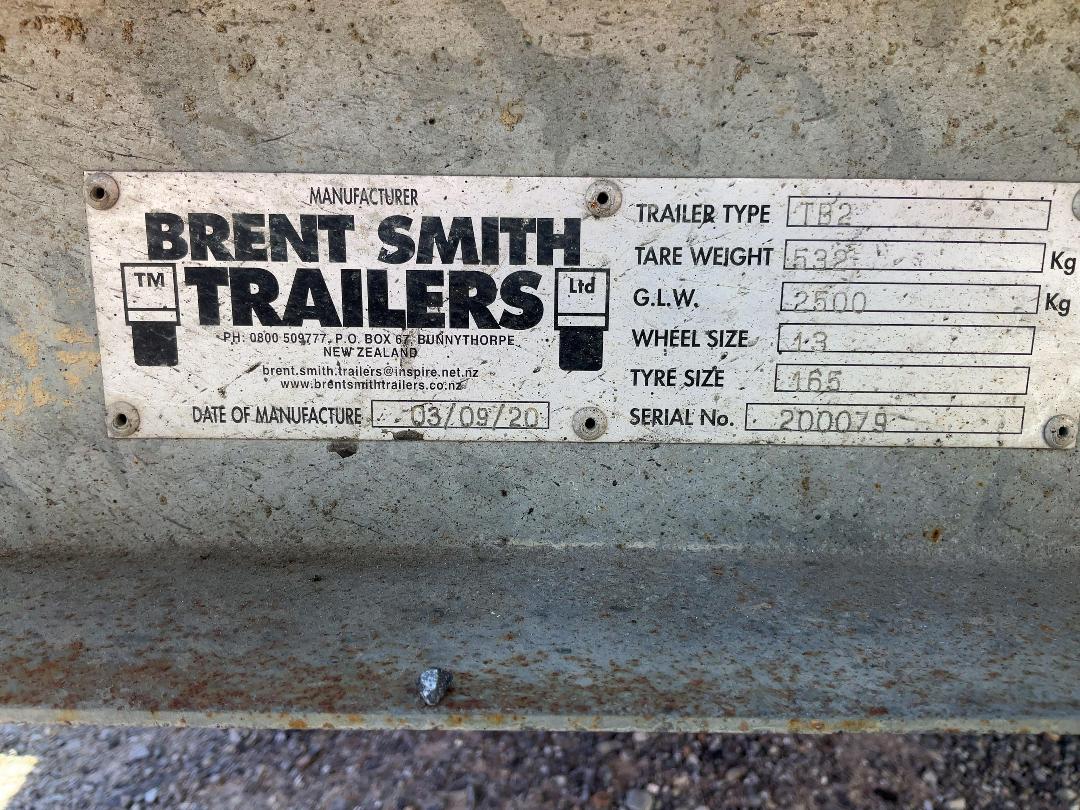 MANUFACTURER
BRENT SMITH
TM TRAILERS Ltd
PH: 0800 509777, P.O. BOX 67, BUNNYTHORPE
NEW ZEALAND
brent.smith.trailers@inspire.net.nz
www.brentsmithtrailers.co.nz
DATE OF MANUFACTURE 03/09/20
TRAILER TYPE TB2
TARE WEIGHT 532 Kg
G.L.W. 2500 Kg
WHEEL SIZE 13
TYRE SIZE 165
SERIAL No. 200079